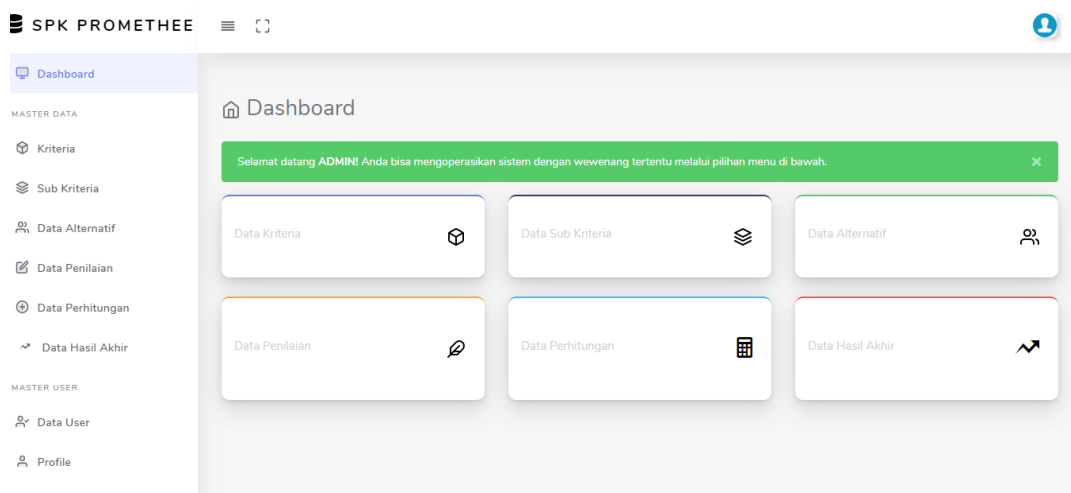 SPK PROMETHEE
Dashboard
MASTER DATA
Kriteria
Sub Kriteria
Data Alternatif
Data Penilaian
Data Perhitungan
Data Hasil Akhir
MASTER USER
Data User
Profile
Dashboard
Selamat datang ADMIN! Anda bisa mengoperasikan sistem dengan wewenang tertentu melalui pilihan menu di bawah.
Data Kriteria
Data Sub Kriteria
Data Alternatif
Data Penilaian
Data Perhitungan
Data Hasil Akhir